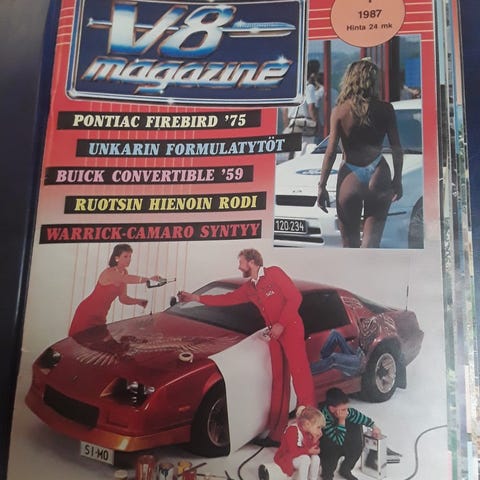 1987
Hinta 24 mk
V8
magazine
PONTIAC FIREBIRD '75
UNKARIN FORMULATYTÖT
BUICK CONVERTIBLE '59
RUOTSIN HIENOIN RODI
WARRICK-CAMARO SYNTYY
120.234
SI-MO